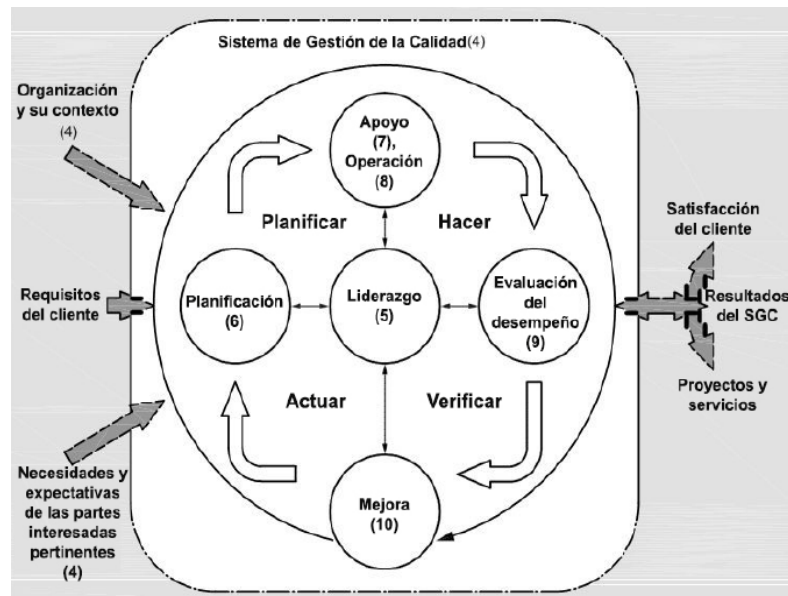 Sistema de Gestión de la Calidad(4)
Organización
y su contexto
(4)
Apoyo
(7),
Operación
(8)
Planificar
Hacer
Satisfacción
del cliente
Requisitos
del cliente
Planificación
(6)
Liderazgo
(5)
Evaluación
del
desempeño
(9)
Resultados
del SGC
Actuar
Verificar
Proyectos y
servicios
Necesidades y
expectativas
de las partes
interesadas
pertinentes
(4)
Mejora
(10)